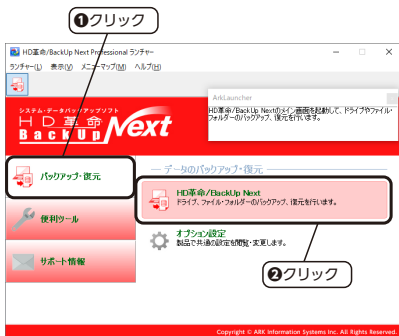 ❶クリック
HD革命/BackUp Next Professional ランチャー
ランチャー(L) 表示(V) メニューマップ(M) ヘルプ(H)
ArkLauncher
HD革命/BackUp Nextのメイン画面を起動して、ドライブやファイル・
フォルダーのバックアップ、復元を行います。
システム・データバックアップソフト
HD革命
BackUp Next
バックアップ・復元
データのバックアップ・復元
HD革命/BackUp Next
ドライブ、ファイル・フォルダーのバックアップ、復元を行います。
便利ツール
オプション設定
製品で共通の設定を閲覧・変更します。
サポート情報
❷クリック
Copyright © ARK Information Systems Inc. All Rights Reserved.